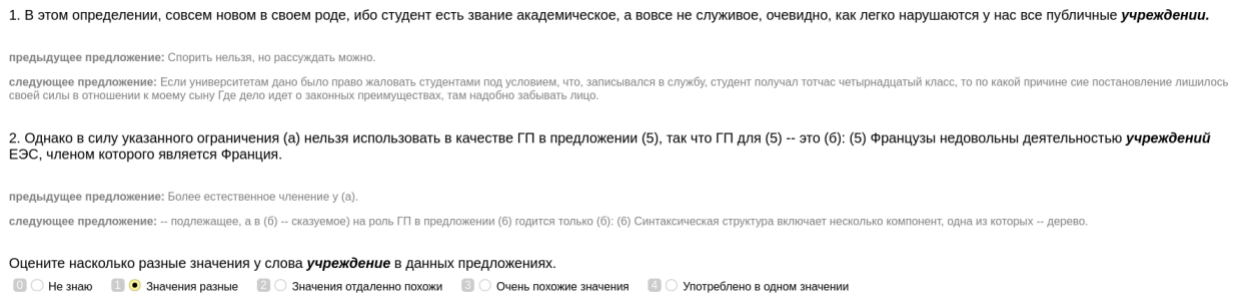 1. В этом определении, совсем новом в своем роде, ибо студент есть звание академическое, а вовсе не служивое, очевидно, как легко нарушаются у нас все публичные учреждении.
предыдущее предложение: Спорить нельзя, но рассуждать можно.
следующее предложение: Если университетам дано было право жаловать студентами под условием, что, записывался в службу, студент получал тотчас четырнадцатый класс, то по какой причине сие постановление лишилось
своей силы в отношении к моему сыну Где дело идет о законных преимуществах, там надобно забывать лицо.
2. Однако в силу указанного ограничения (а) нельзя использовать в качестве ГП в предложении (5), так что ГП для (5) -- это (б): (5) Французы недовольны деятельностью учреждений
ЕЭС, членом которого является Франция.
предыдущее предложение: Более естественное членение у (а).
следующее предложение: -- подлежащее, а в (б) -- сказуемое) на роль ГП в предложении (6) годится только (б): (6) Синтаксическая структура включает несколько компонент, одна из которых -- дерево.
Оцените насколько разные значения у слова учреждение в данных предложениях.
0 Не знаю 1 Значения разные 2 Значения отдаленно похожи 3 Очень похожие значения 4 Употреблено в одном значении